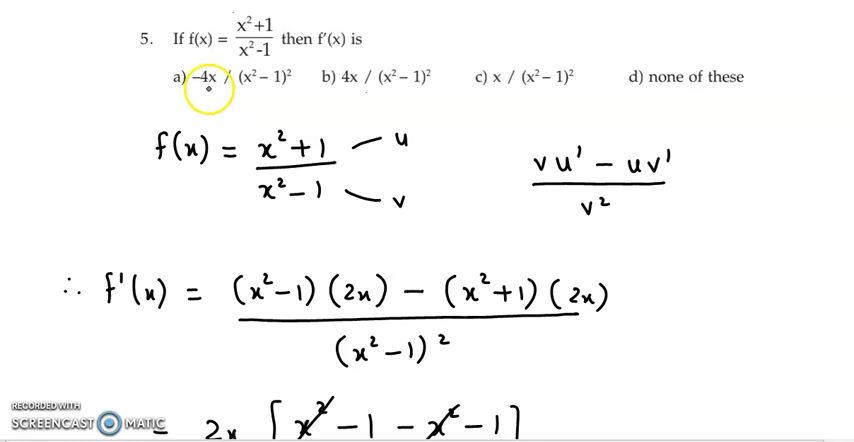 5. If f(x) = x²+1 / x²-1 then f'(x) is
a) –4x / (x² – 1)² b) 4x / (x² – 1)² c) x / (x² – 1)² d) none of these
f(x) = x² + 1 / x² – 1 — u — v
v u' – u v' / v²
∴ f'(x) = (x² – 1) (2x) – (x² + 1) (2x) / (x² – 1)²
= 2x [x² – 1 – x² – 1]
RECORDED WITH
SCREENCAST MATIC